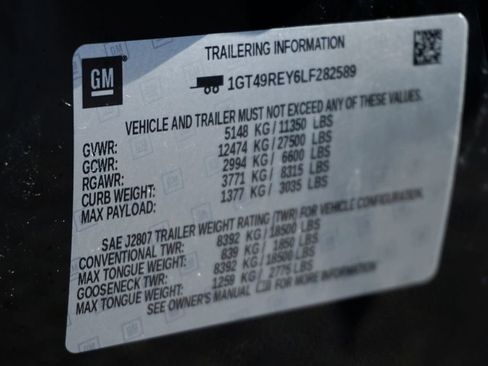 GM
TRAILERING INFORMATION
1GT49REY6LF282589
VEHICLE AND TRAILER MUST NOT EXCEED ANY OF THESE VALUES.
GVWR: 5148 KG / 11350 LBS
GCWR: 12474 KG / 27500 LBS
RGAWR: 2994 KG / 6600 LBS
CURB WEIGHT: 3771 KG / 8315 LBS
MAX PAYLOAD: 1377 KG / 3035 LBS
SAE J2807 TRAILER WEIGHT RATING (TWR) FOR VEHICLE CONFIGURATION.
CONVENTIONAL TWR: 8392 KG / 18500 LBS
MAX TONGUE WEIGHT: 839 KG / 1850 LBS
GOOSENECK TWR: 8392 KG / 18500 LBS
MAX TONGUE WEIGHT: 1259 KG / 2775 LBS
SEE OWNER'S MANUAL FOR MORE INFORMATION